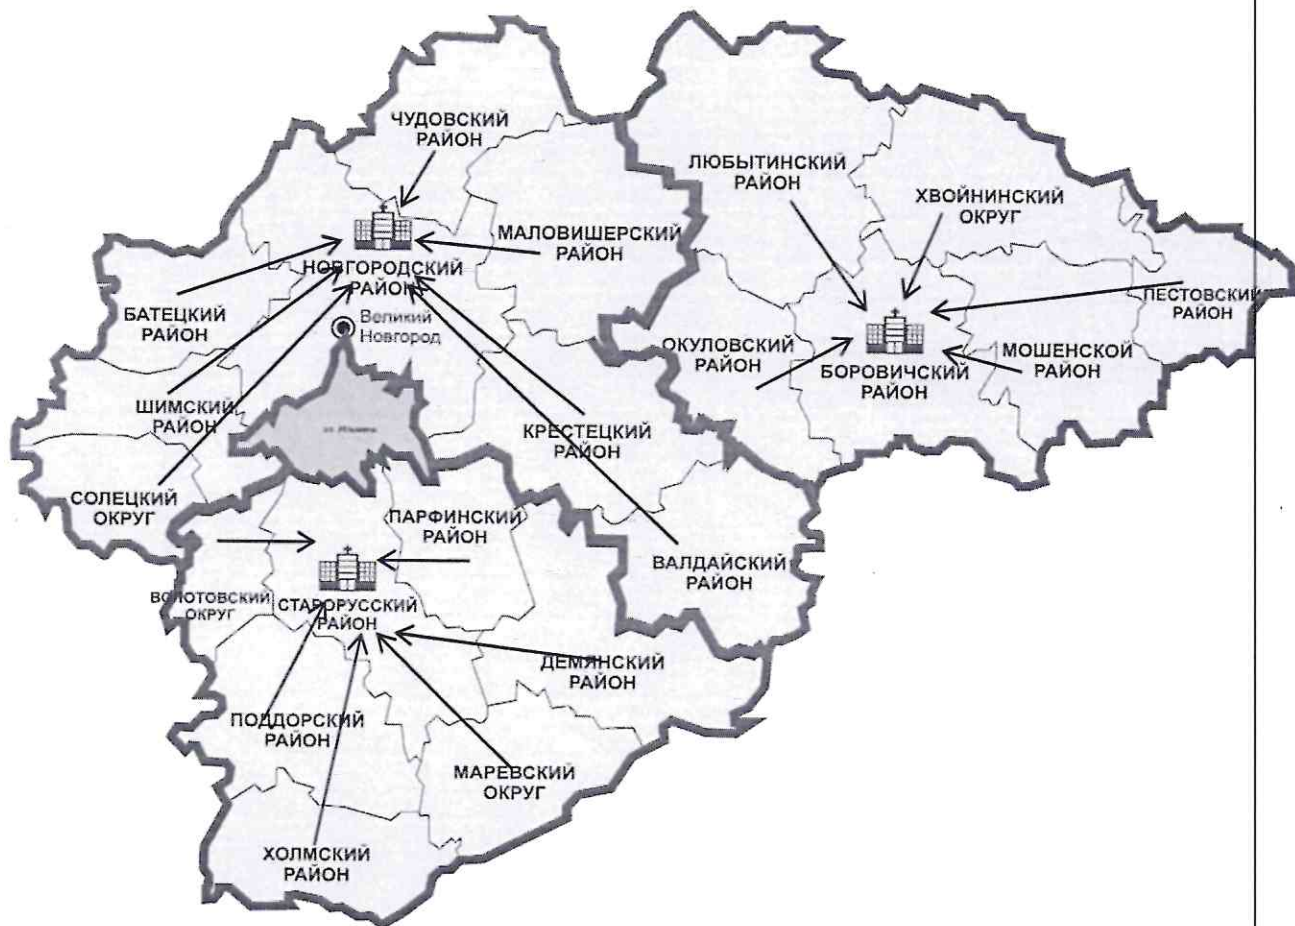 ЧУДОВСКИЙ
РАЙОН
ЛЮБЫТИНСКИЙ
РАЙОН
ХВОЙНИНСКИЙ
ОКРУГ
МАЛОВИШЕРСКИЙ
РАЙОН
НОВГОРОДСКИЙ
РАЙОН
БАТЕЦКИЙ
РАЙОН
Великий
Новгород
ПЕСТОВСКИЙ
РАЙОН
ОКУЛОВСКИЙ
РАЙОН
БОРОВИЧСКИЙ
РАЙОН
МОШЕНСКОЙ
РАЙОН
ШИМСКИЙ
РАЙОН
оз. Ильмень
КРЕСТЕЦКИЙ
РАЙОН
СОЛЕЦКИЙ
ОКРУГ
ПАРФИНСКИЙ
РАЙОН
ВАЛДАЙСКИЙ
РАЙОН
ВОЛОТОВСКИЙ
ОКРУГ
СТАРОРУССКИЙ
РАЙОН
ДЕМЯНСКИЙ
РАЙОН
ПОДДОРСКИЙ
РАЙОН
МАРЕВСКИЙ
ОКРУГ
ХОЛМСКИЙ
РАЙОН